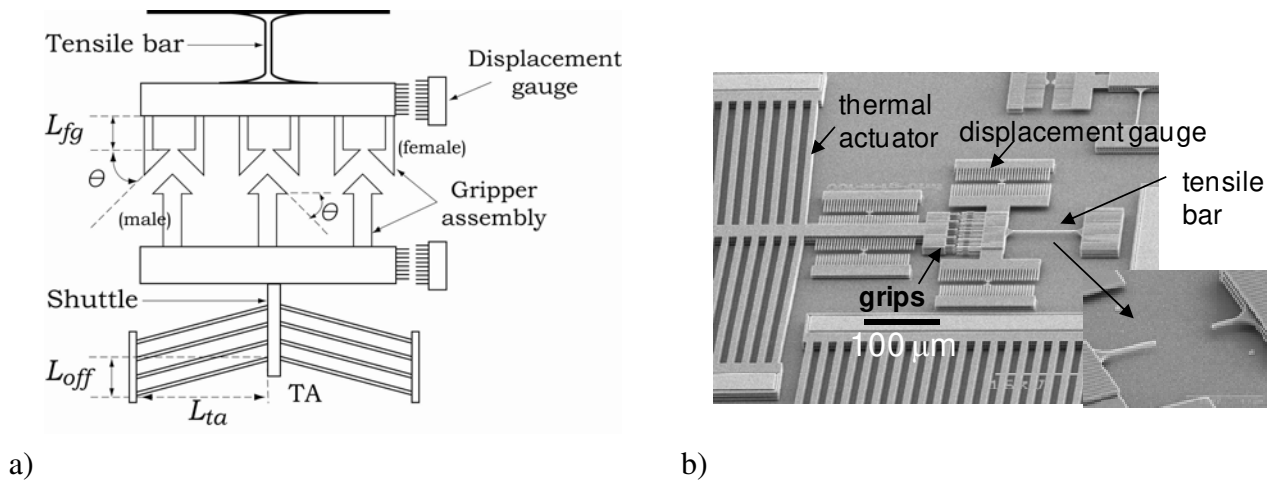 Tensile bar
Displacement
gauge
L_fg
(female)
θ
Gripper
assembly
θ
(male)
Shuttle
L_off
TA
L_ta
a)
thermal
actuator
displacement gauge
tensile
bar
grips
100 μm
b)